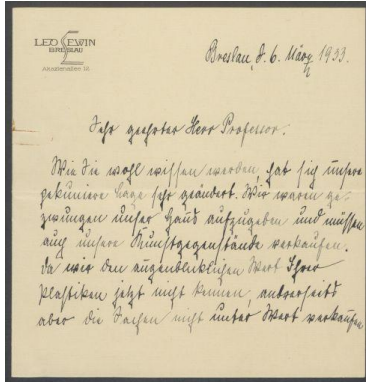 LEO LEWIN
BRESLAU
Breslau, d. 6. März 1933.
Sehr geehrter Herr Professor.
Wie Sie wohl wissen werden, hat sich unsere
pekuniere Lage sehr geändert. Wir waren ge-
zwungen unser Haus aufzugeben und müssen
auch unsere Kunstgegenstände verkaufen.
Da wir den augenblicklichen Wert Ihrer
Plastiken jetzt nicht kennen, andrerseits
aber die Sachen nicht unter Wert verkaufen